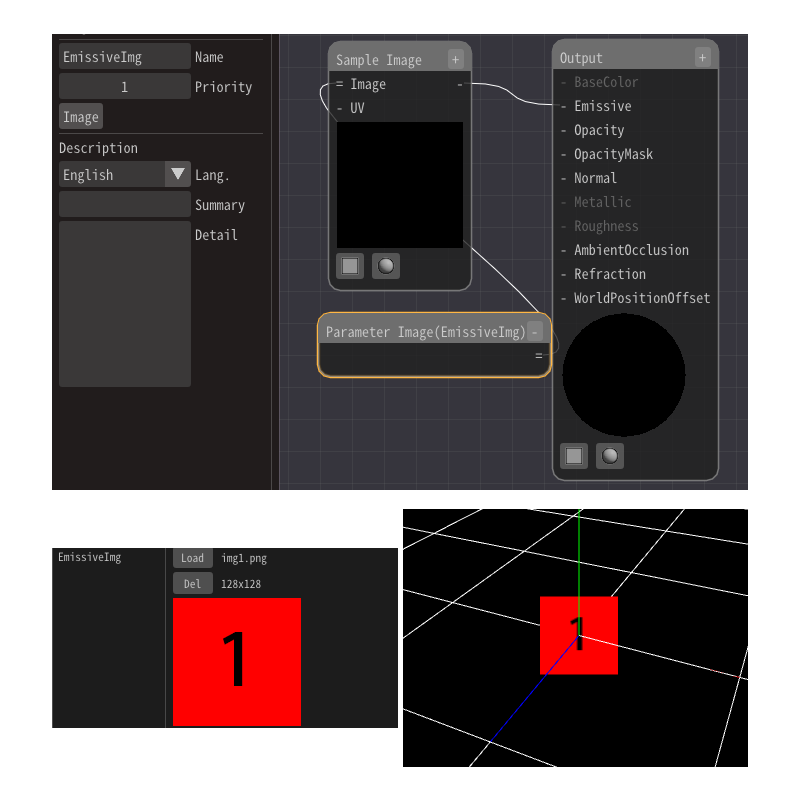 EmissiveImg Name
1 Priority
Image
Description
English Lang.
Summary
Detail
Sample Image +
= Image -
- UV
Parameter Image(EmissiveImg) -
=
Output +
- BaseColor
- Emissive
- Opacity
- OpacityMask
- Normal
- Metallic
- Roughness
- AmbientOcclusion
- Refraction
- WorldPositionOffset
EmissiveImg
Load img1.png
Del 128x128
1
1